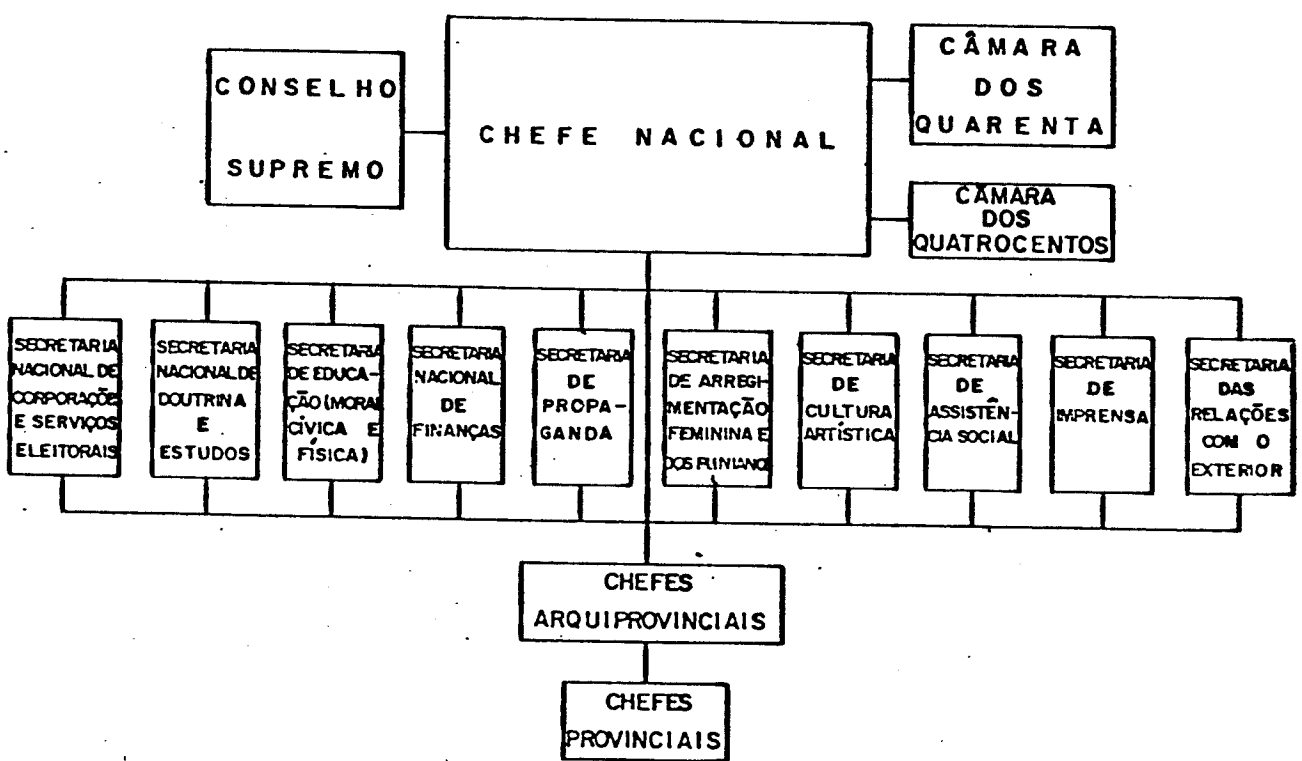 CONSELHO
SUPREMO
CHEFE NACIONAL
CÂMARA
DOS
QUARENTA
CÂMARA
DOS
QUATROCENTOS
SECRETARIA
NACIONAL DE
CORPORAÇÕES
E SERVIÇOS
ELEITORAIS
SECRETARIA
NACIONAL DE
DOUTRINA
E
ESTUDOS
SECRETARIA
DE EDUCA-
ÇÃO (MORAL
CÍVICA E
FÍSICA)
SECRETARIA
NACIONAL
DE
FINANÇAS
SECRETARIA
DE
PROPA-
GANDA
SECRETARIA
DE ARREGI-
MENTAÇÃO
FEMININA E
DOS PLINIANOS
SECRETARIA
DE
CULTURA
ARTÍSTICA
SECRETARIA
DE
ASSISTÊN-
CIA SOCIAL
SECRETARIA
DE
IMPRENSA
SECRETARIA
DAS
RELAÇÕES
COM O
EXTERIOR
CHEFES
ARQUIPROVINCIAIS
CHEFES
PROVINCIAIS